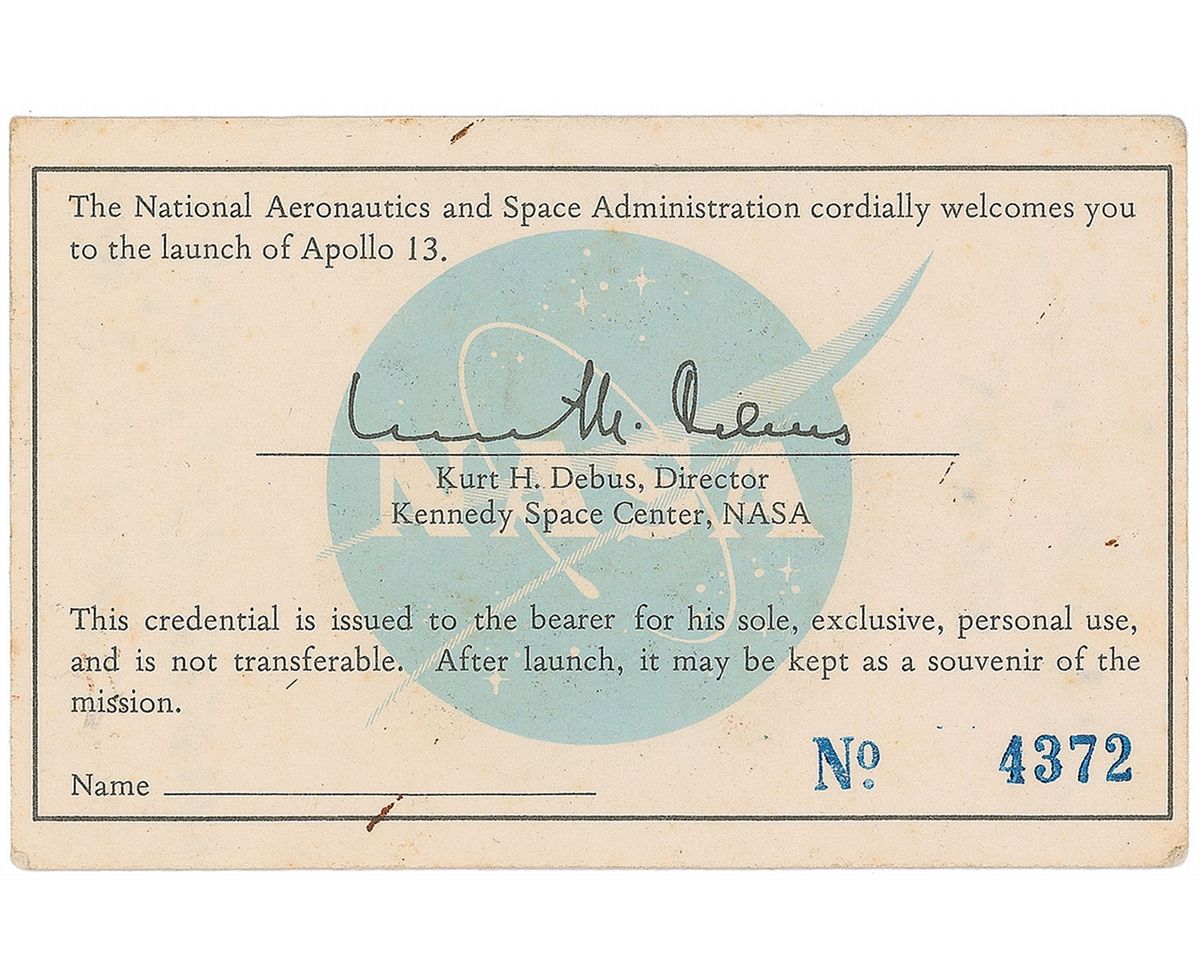 The National Aeronautics and Space Administration cordially welcomes you
to the launch of Apollo 13.
Kurt H. Debus
NASA
Kurt H. Debus, Director
Kennedy Space Center, NASA
This credential is issued to the bearer for his sole, exclusive, personal use,
and is not transferable. After launch, it may be kept as a souvenir of the
mission.
Name
Nº 4372